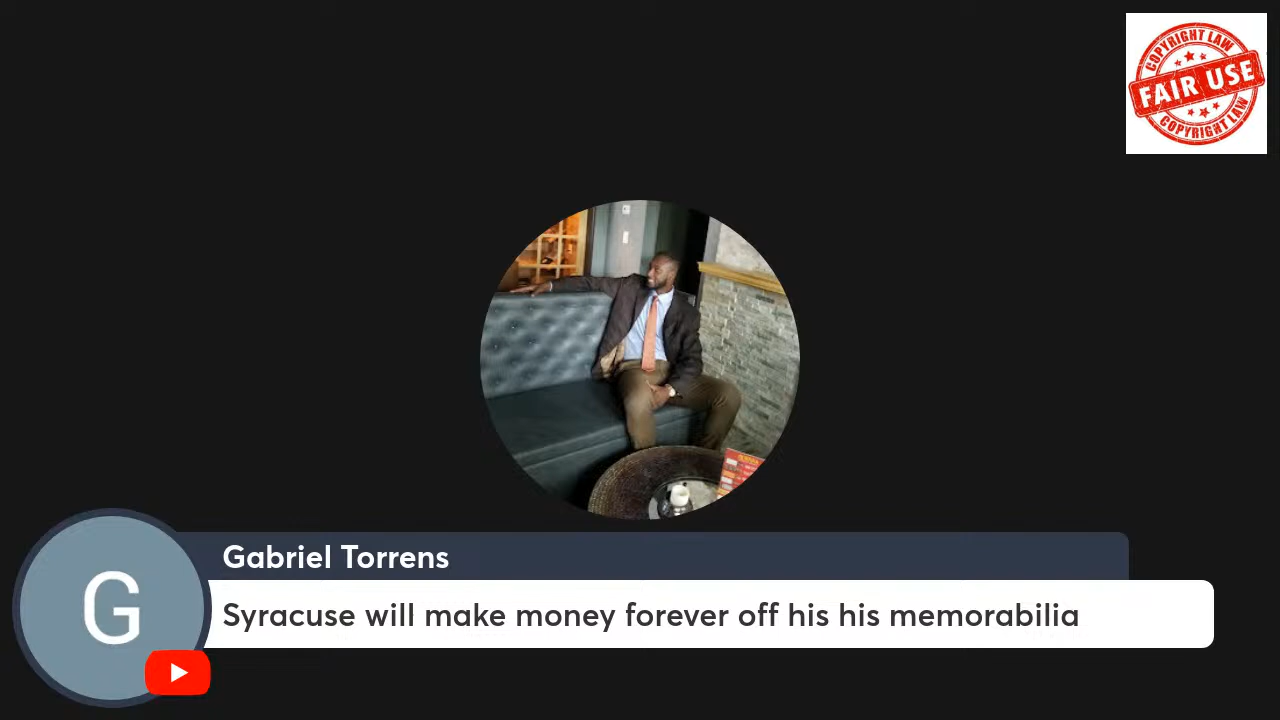 COPYRIGHT LAW
FAIR USE
COPYRIGHT LAW
Gabriel Torrens
G
Syracuse will make money forever off his his memorabilia